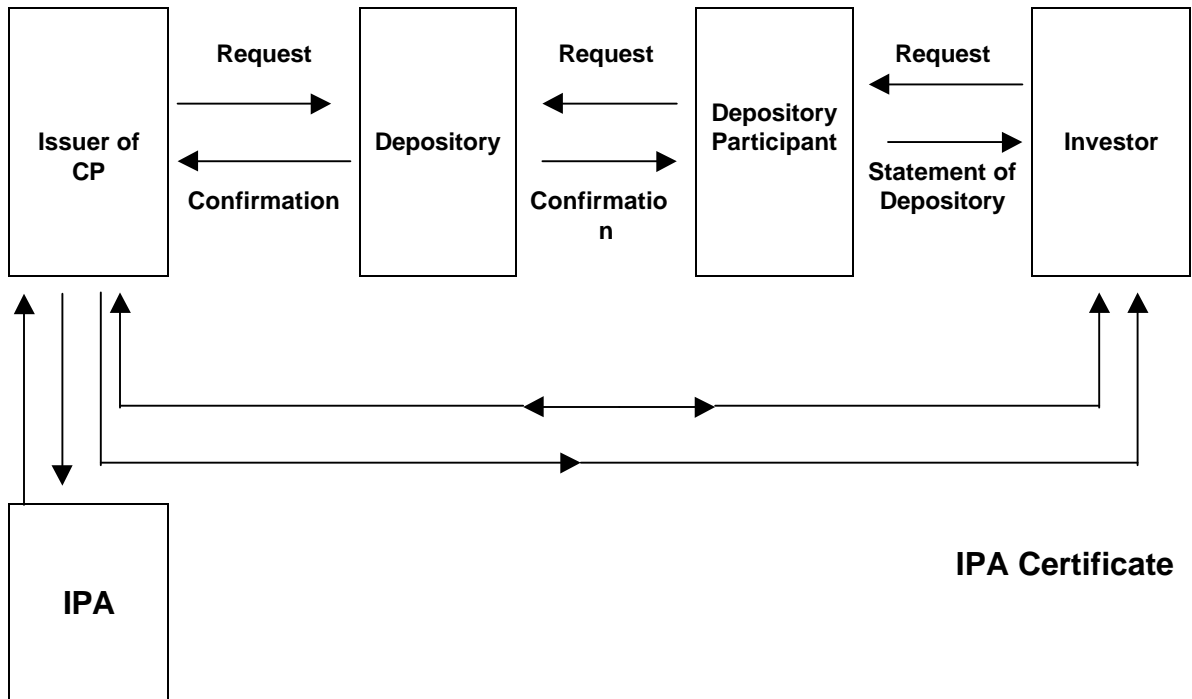 Request
Request
Request
Issuer of
CP
Depository
Depository
Participant
Investor
Confirmation
Confirmatio
n
Statement of
Depository
IPA Certificate
IPA